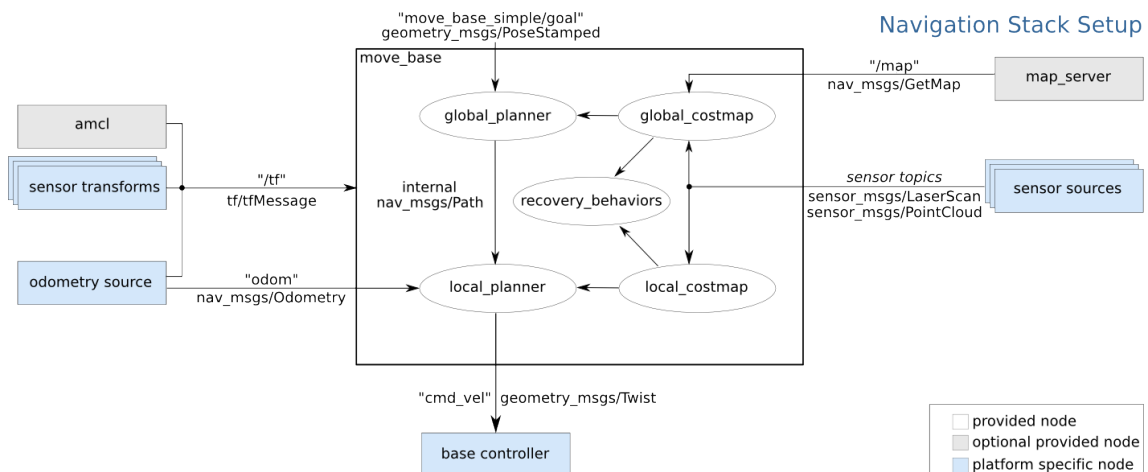 Navigation Stack Setup
"move_base_simple/goal"
geometry_msgs/PoseStamped
move_base
"/map"
nav_msgs/GetMap
map_server
amcl
global_planner
global_costmap
sensor transforms
"/tf"
tf/tfMessage
internal
nav_msgs/Path
recovery_behaviors
sensor topics
sensor_msgs/LaserScan
sensor_msgs/PointCloud
sensor sources
odometry source
"odom"
nav_msgs/Odometry
local_planner
local_costmap
"cmd_vel" geometry_msgs/Twist
base controller
provided node
optional provided node
platform specific node